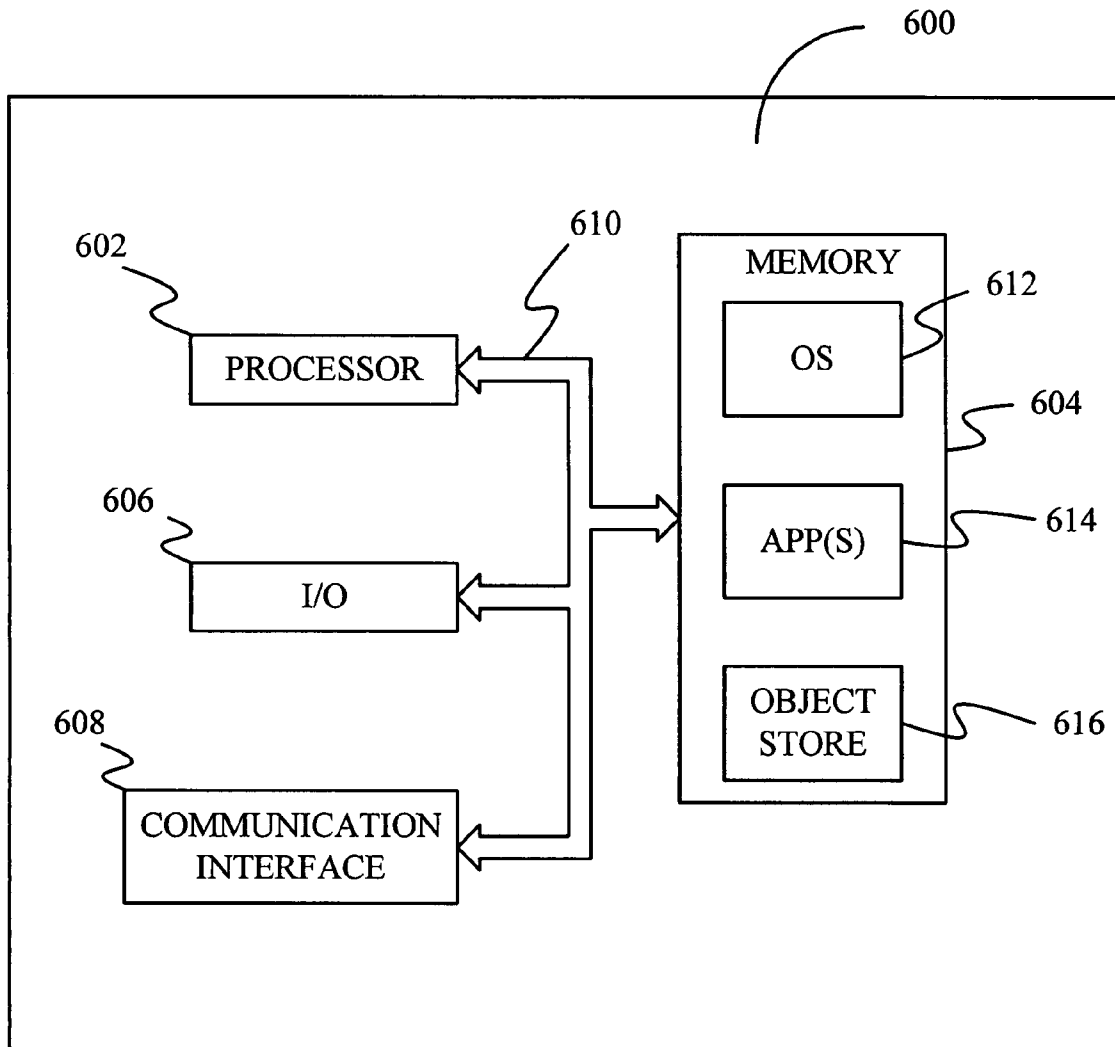 600
602
610
MEMORY
612
PROCESSOR
OS
604
606
614
I/O
APP(S)
608
OBJECT
STORE
616
COMMUNICATION
INTERFACE